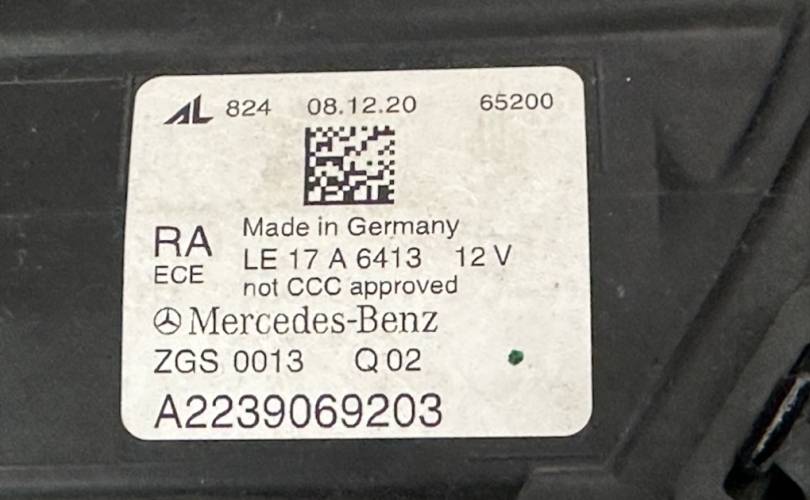 AL 824 08.12.20 65200
RA
ECE
Made in Germany
LE 17 A 6413 12 V
not CCC approved
Mercedes-Benz
ZGS 0013 Q 02
A2239069203